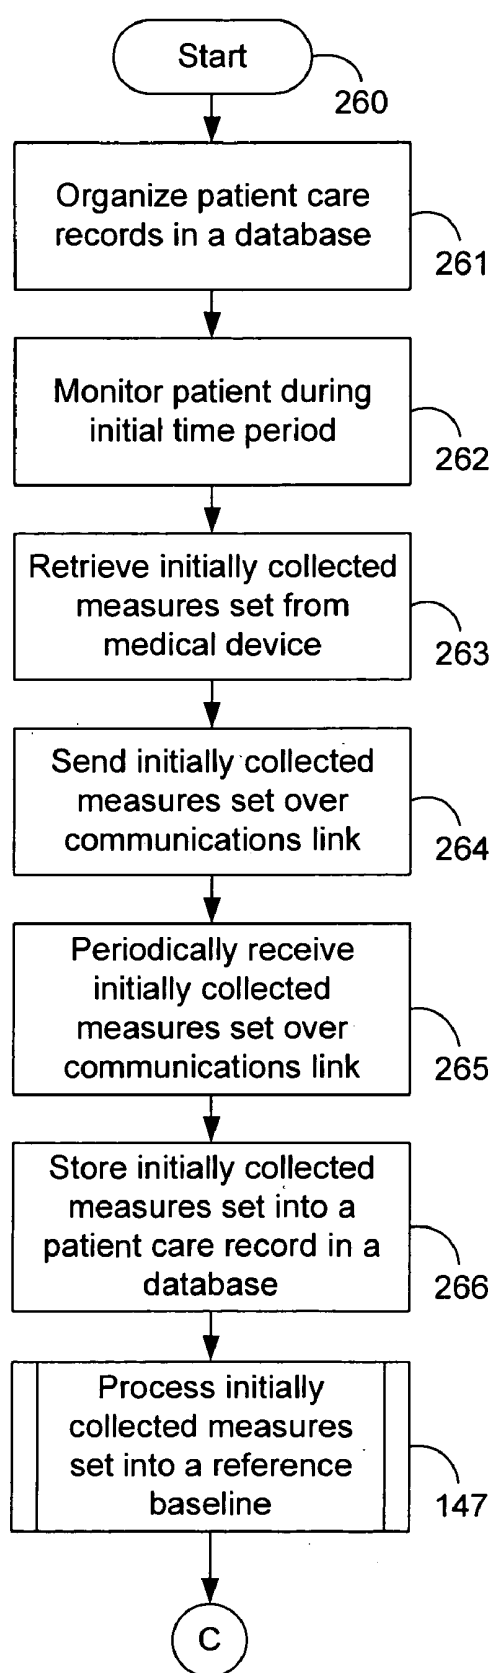 Start
260
Organize patient care
records in a database
261
Monitor patient during
initial time period
262
Retrieve initially collected
measures set from
medical device
263
Send initially collected
measures set over
communications link
264
Periodically receive
initially collected
measures set over
communications link
265
Store initially collected
measures set into a
patient care record in a
database
266
Process initially
collected measures
set into a reference
baseline
147
C